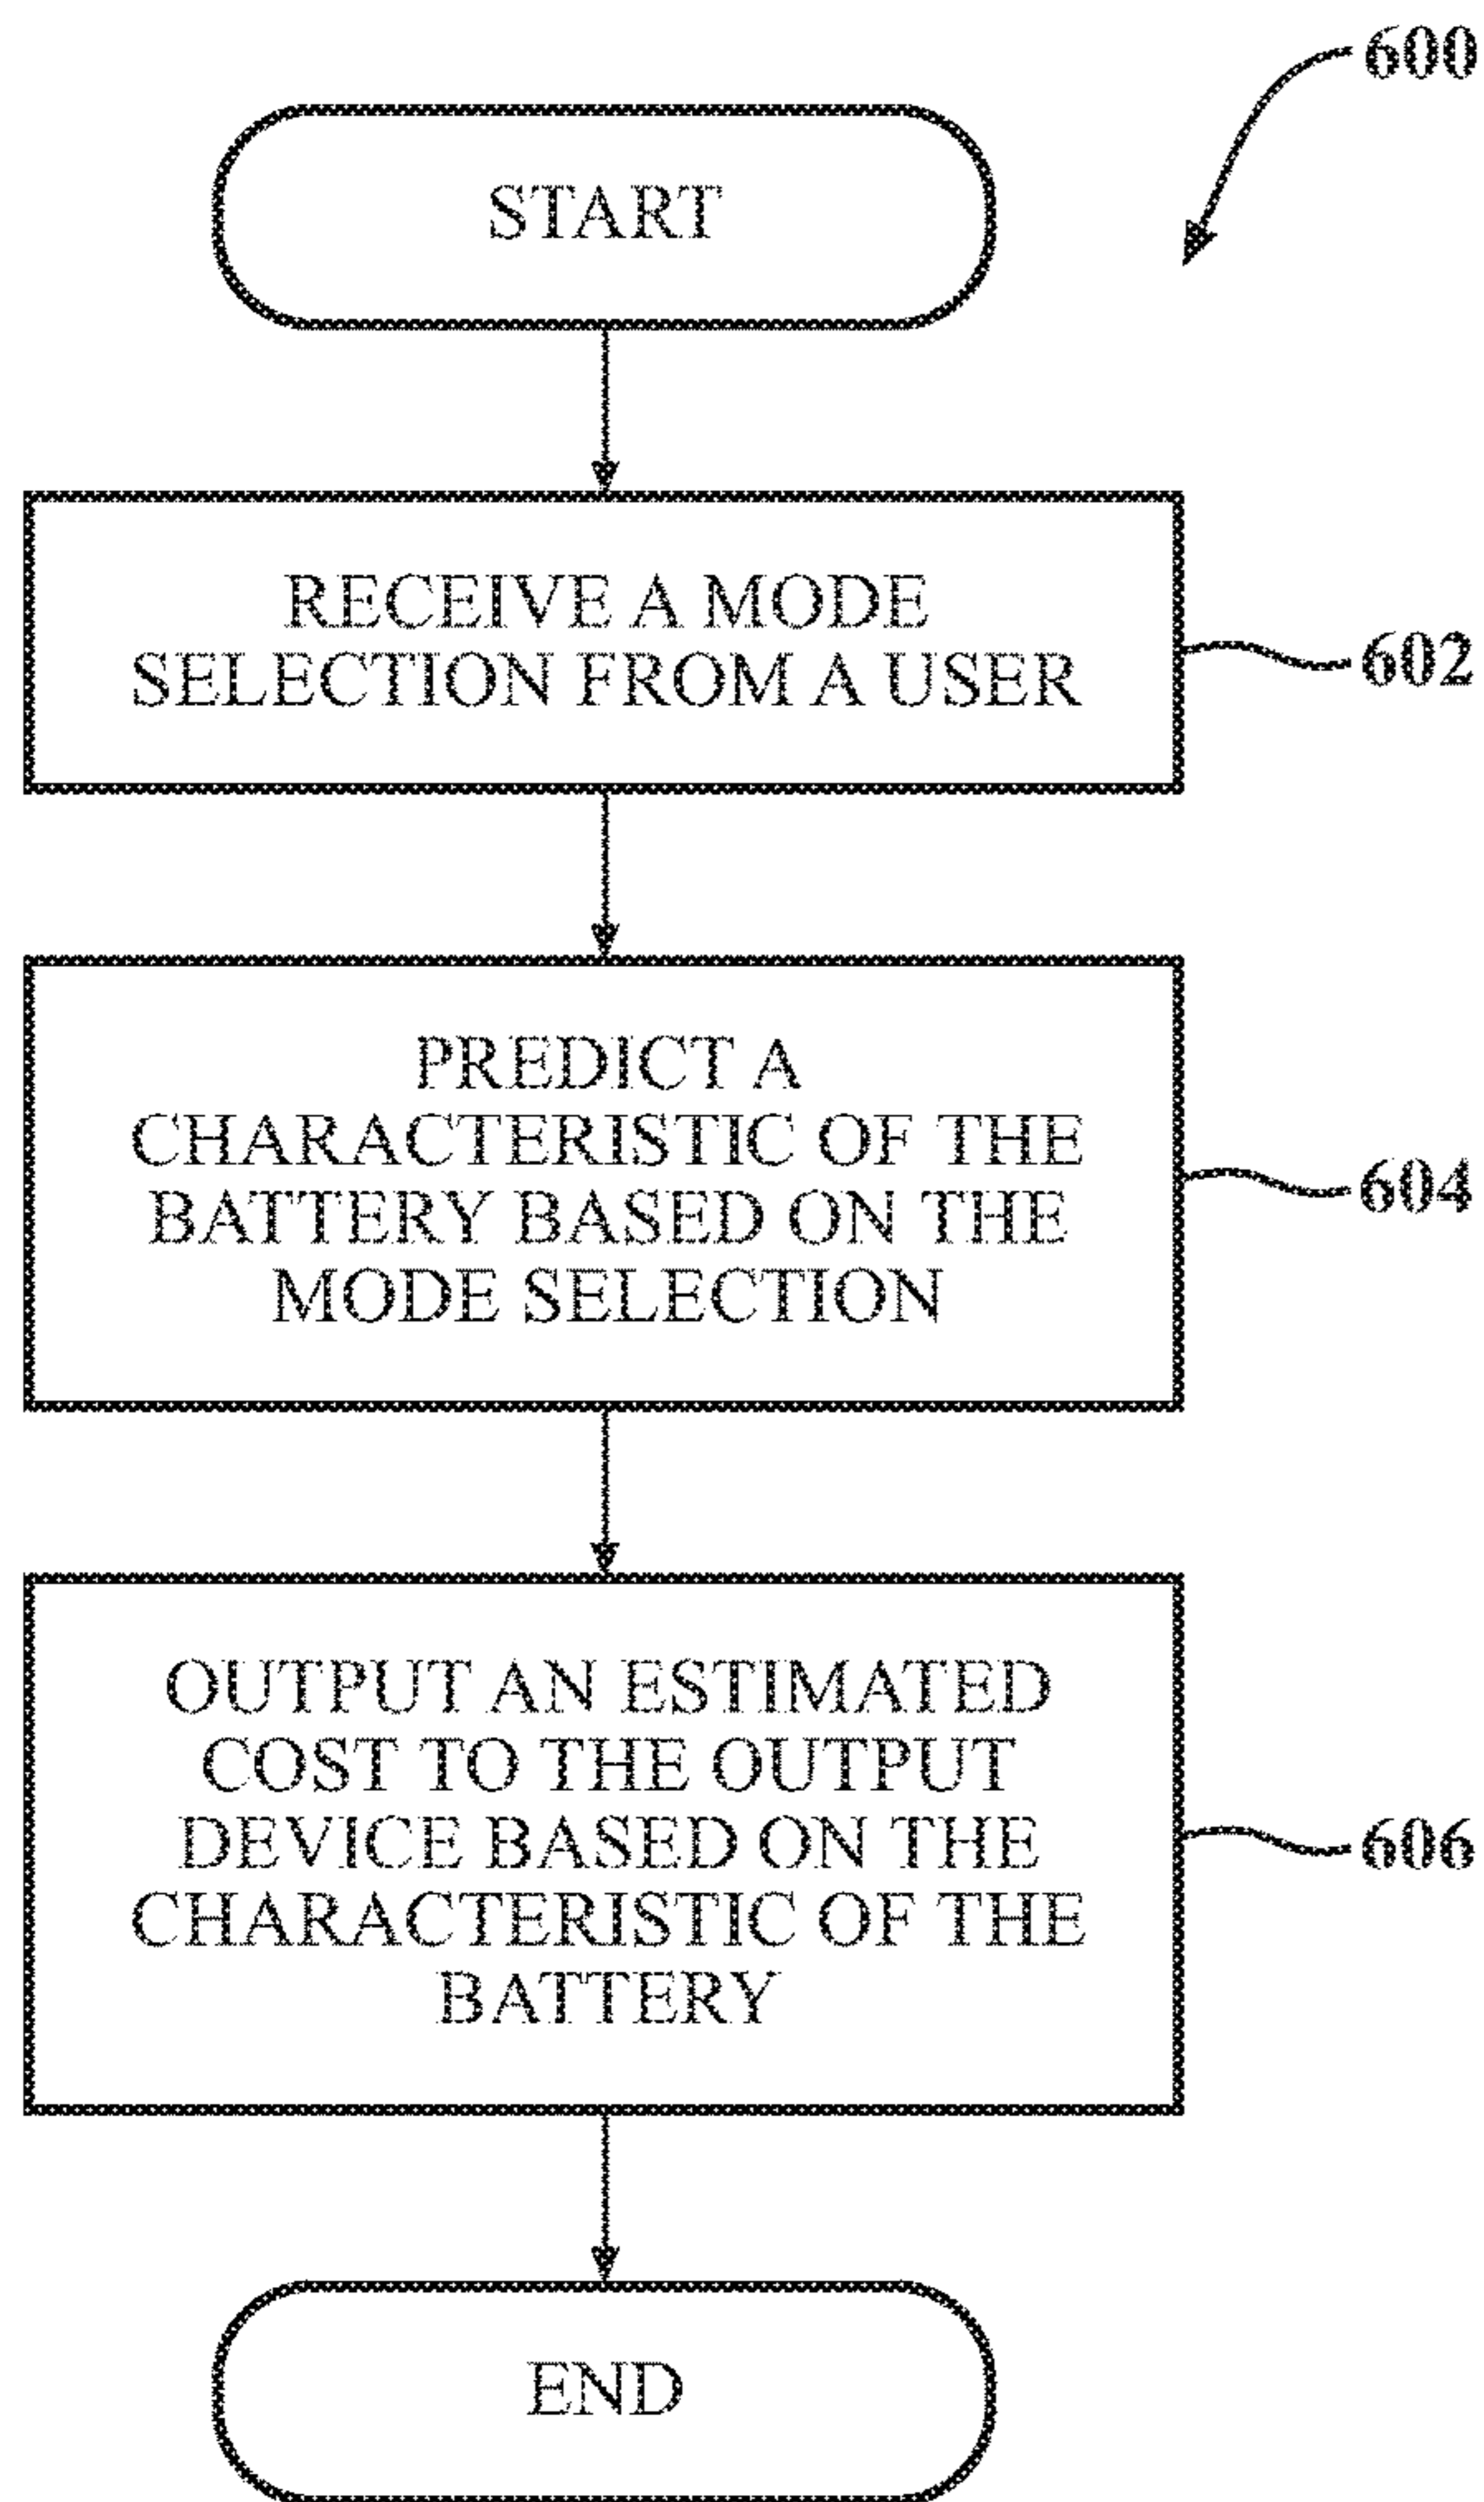 600
START
RECEIVE A MODE
SELECTION FROM A USER
602
PREDICT A
CHARACTERISTIC OF THE
BATTERY BASED ON THE
MODE SELECTION
604
OUTPUT AN ESTIMATED
COST TO THE OUTPUT
DEVICE BASED ON THE
CHARACTERISTIC OF THE
BATTERY
606
END